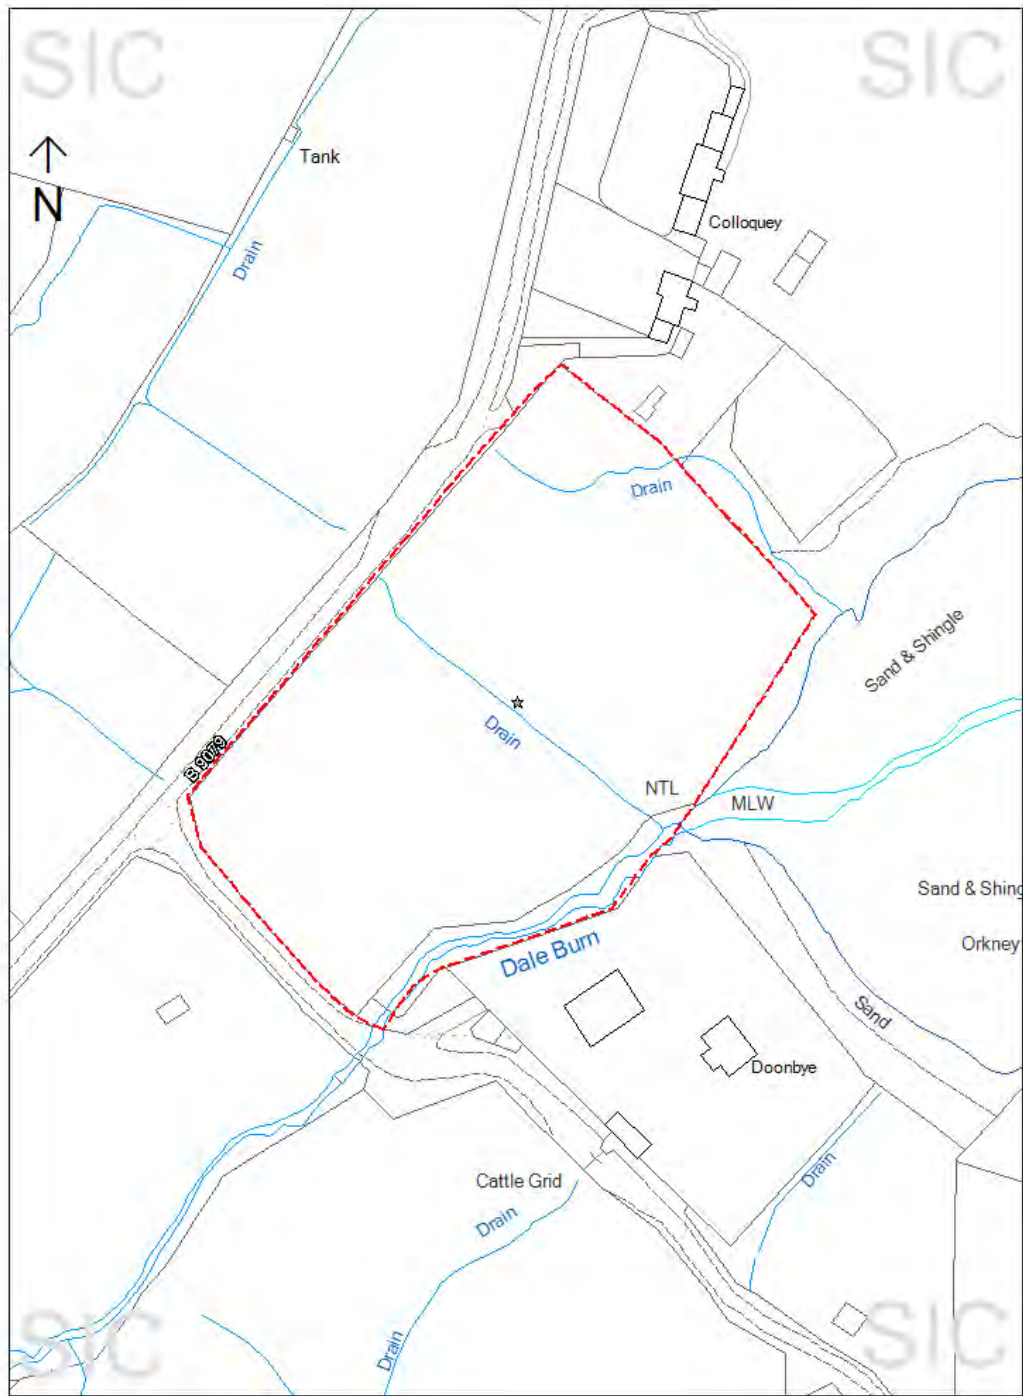 SIC
SIC
Tank
N
Colloquey
Drain
Drain
Sand & Shingle
Drain
B 9079
NTL
MLW
Sand & Shing
Orkney
Dale Burn
Sand
Doonbye
Cattle Grid
Drain
Drain
Drain
SIC
SIC